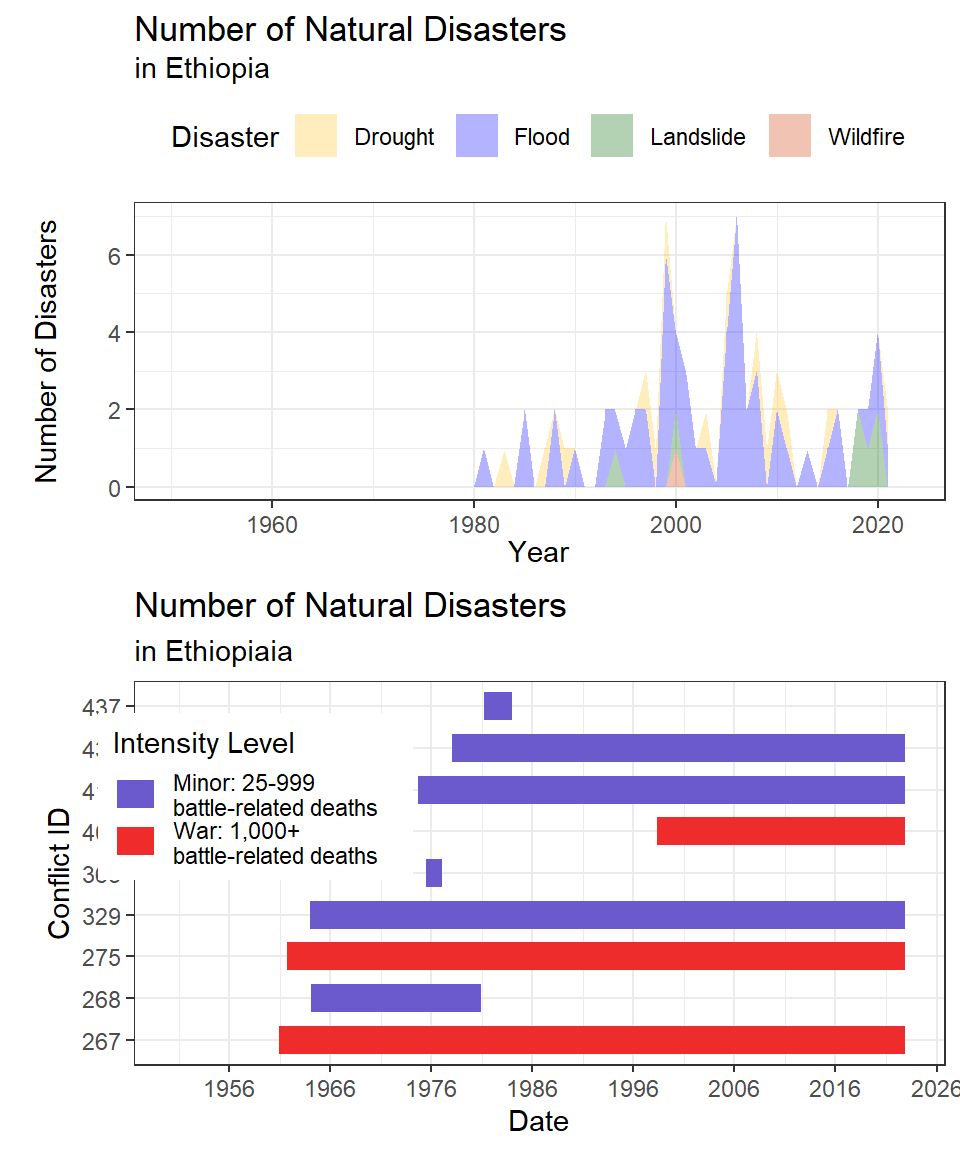 Number of Natural Disasters
in Ethiopia
Disaster Drought Flood Landslide Wildfire
Number of Disasters
6
4
2
0
1960 1980 2000 2020
Year
Number of Natural Disasters
in Ethiopiaia
Conflict ID
437
Intensity Level
Minor: 25-999
battle-related deaths
War: 1,000+
battle-related deaths
329
275
268
267
1956 1966 1976 1986 1996 2006 2016 2026
Date